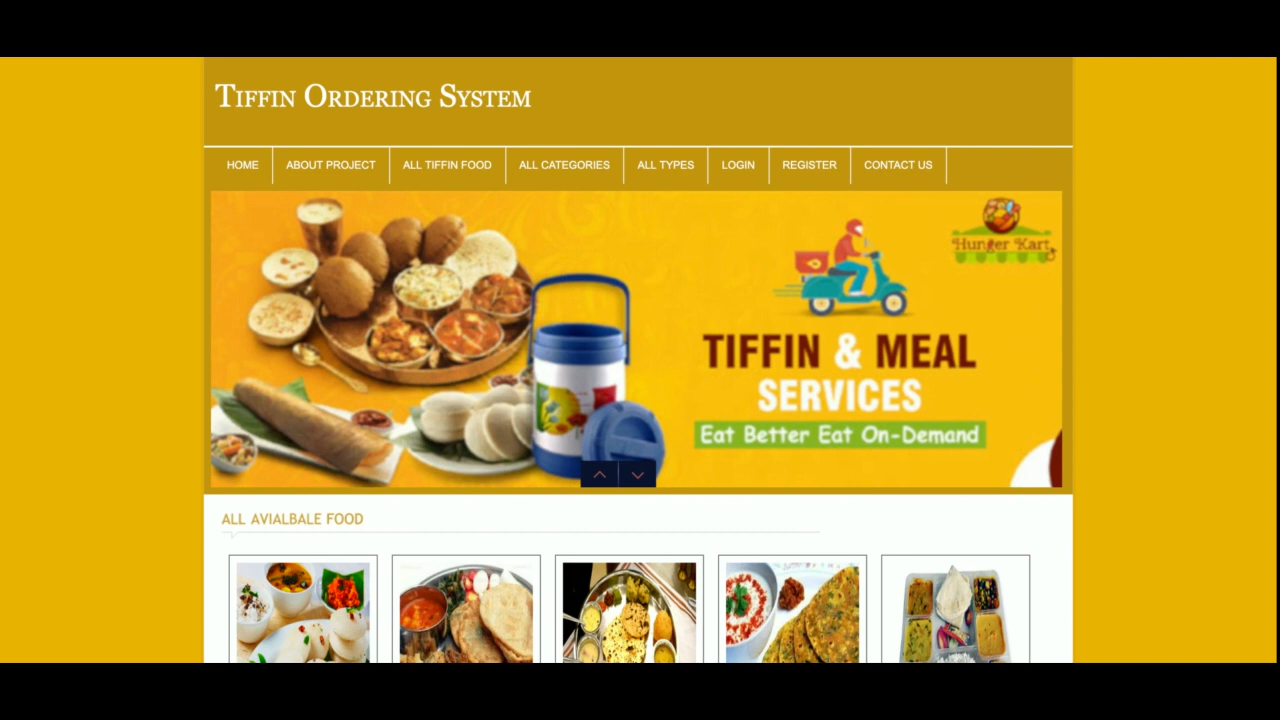 Tiffin Ordering System
HOME ABOUT PROJECT ALL TIFFIN FOOD ALL CATEGORIES ALL TYPES LOGIN REGISTER CONTACT US
Hunger Kart
TIFFIN & MEAL
SERVICES
Eat Better Eat On-Demand
ALL AVIALBALE FOOD